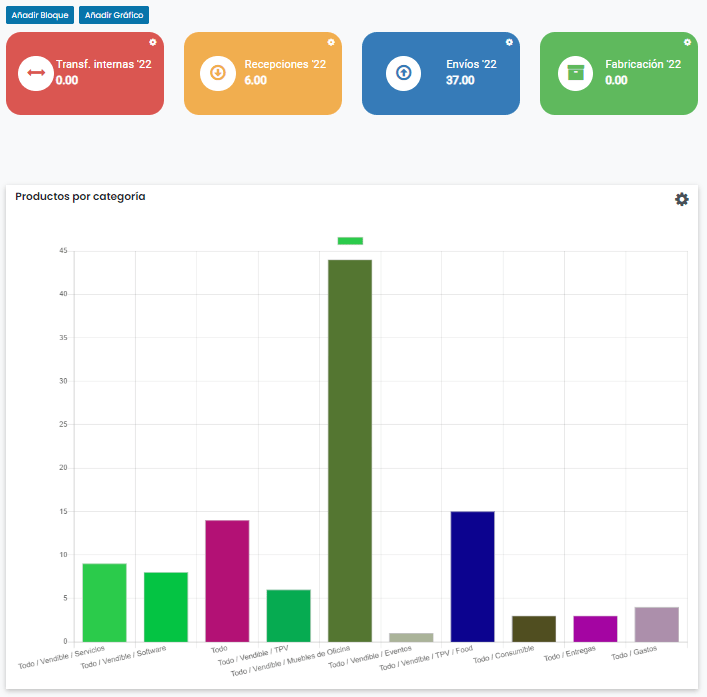 Añadir Bloque Añadir Gráfico
Transf. internas '22
0.00
Recepciones '22
6.00
Envíos '22
37.00
Fabricación '22
0.00
Productos por categoría
45
40
35
30
25
20
15
10
5
0
Todo / Vendible / Servicios
Todo / Vendible / Software
Todo
Todo / Vendible / TPV
Todo / Vendible / Muebles de Oficina
Todo / Vendible / Eventos
Todo / Vendible / TPV / Food
Todo / Consumible
Todo / Entregas
Todo / Gastos